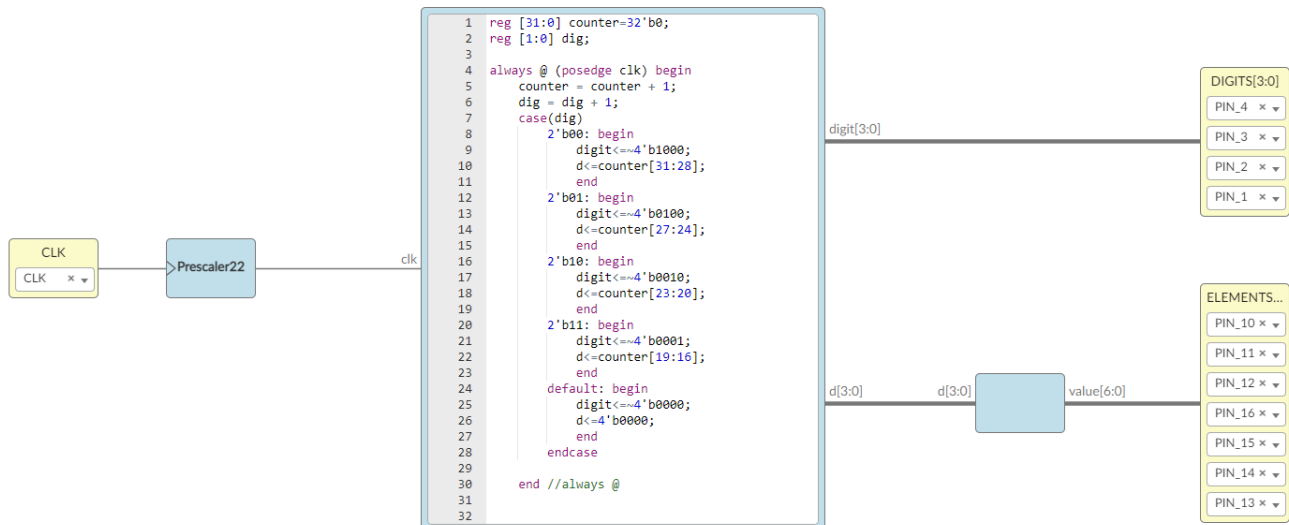 CLK
CLK × ▾
Prescaler22
clk
1 reg [31:0] counter=32'b0;
2 reg [1:0] dig;
3
4 always @ (posedge clk) begin
5     counter = counter + 1;
6     dig = dig + 1;
7     case(dig)
8         2'b00: begin
9             digit<=~4'b1000;
10             d<=counter[31:28];
11             end
12         2'b01: begin
13             digit<=~4'b0100;
14             d<=counter[27:24];
15             end
16         2'b10: begin
17             digit<=~4'b0010;
18             d<=counter[23:20];
19             end
20         2'b11: begin
21             digit<=~4'b0001;
22             d<=counter[19:16];
23             end
24         default: begin
25             digit<=~4'b0000;
26             d<=4'b0000;
27             end
28         endcase
29
30     end //always @
31
32
digit[3:0]
DIGITS[3:0]
PIN_4 × ▾
PIN_3 × ▾
PIN_2 × ▾
PIN_1 × ▾
d[3:0]
d[3:0]
value[6:0]
ELEMENTS...
PIN_10 × ▾
PIN_11 × ▾
PIN_12 × ▾
PIN_16 × ▾
PIN_15 × ▾
PIN_14 × ▾
PIN_13 × ▾